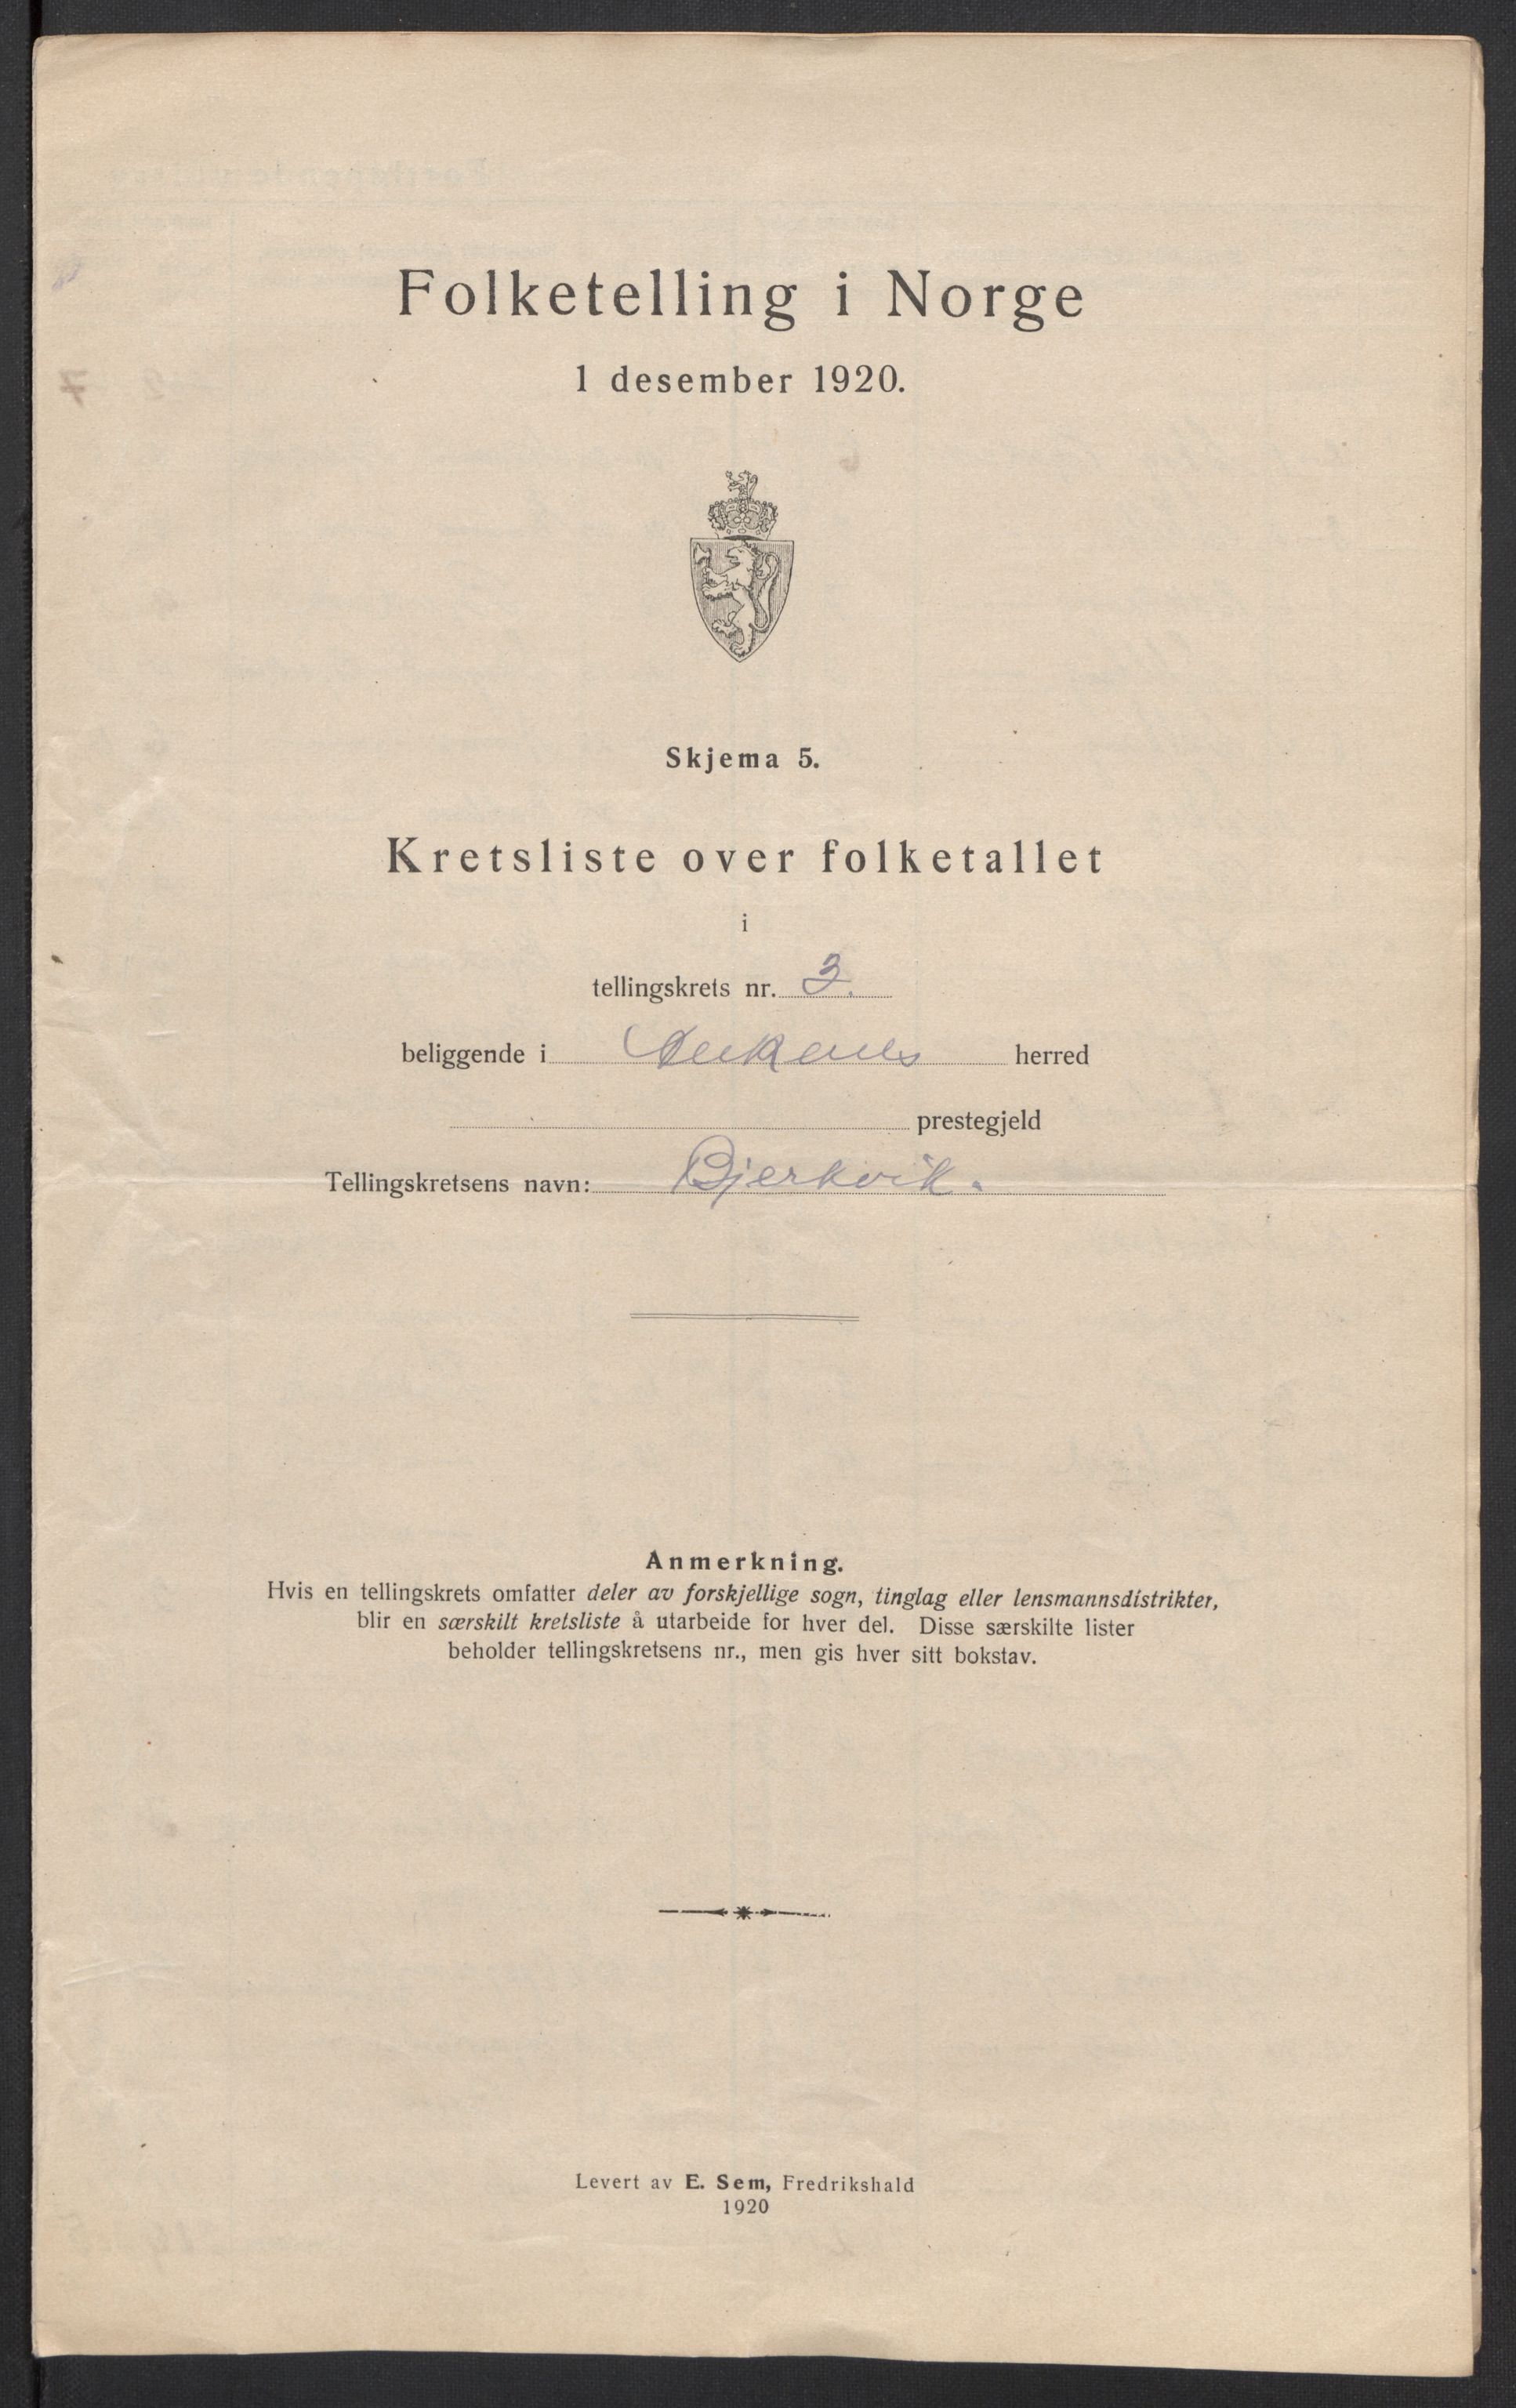 Folketelling i Norge
1 desember 1920.
Skjema 5.
Kretsliste over folketallet
i
tellingskrets nr. 3.
beliggende i Ankenes herred
prestegjeld
Tellingskretsens navn: Bjerkvik.
Anmerkning.
Hvis en tellingskrets omfatter deler av forskjellige sogn, tinglag eller lensmannsdistrikter,
blir en særskilt kretsliste å utarbeide for hver del. Disse særskilte lister
beholder tellingskretsens nr., men gis hver sitt bokstav.
Levert av E. Sem, Fredrikshald
1920